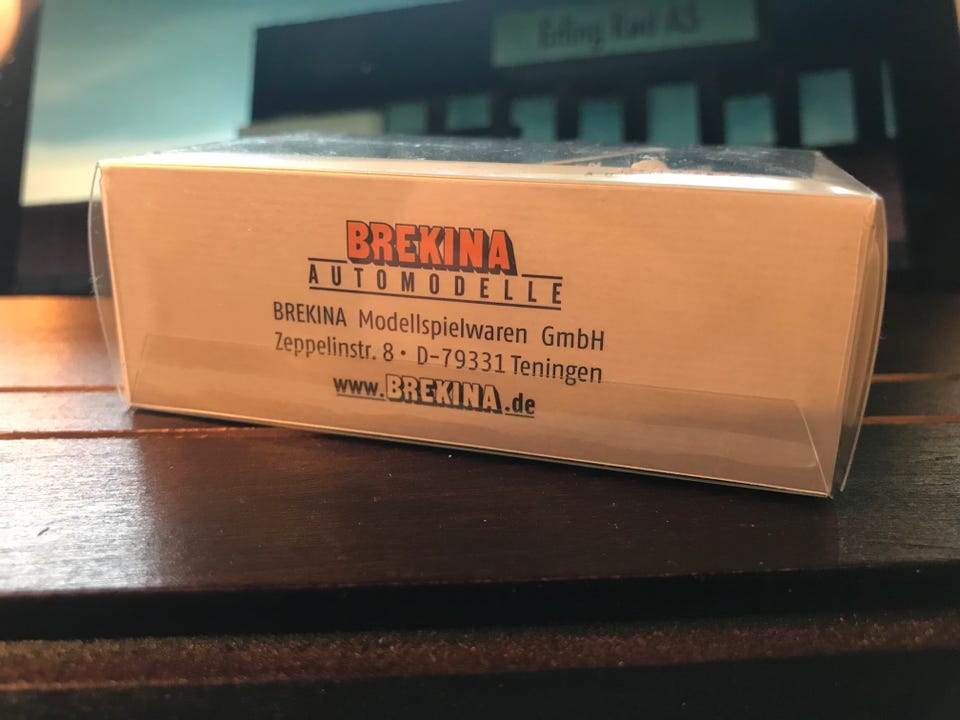 BREKINA
AUTOMODELLE
BREKINA Modellspielwaren GmbH
Zeppelinstr. 8 • D-79331 Teningen
www.BREKINA.de